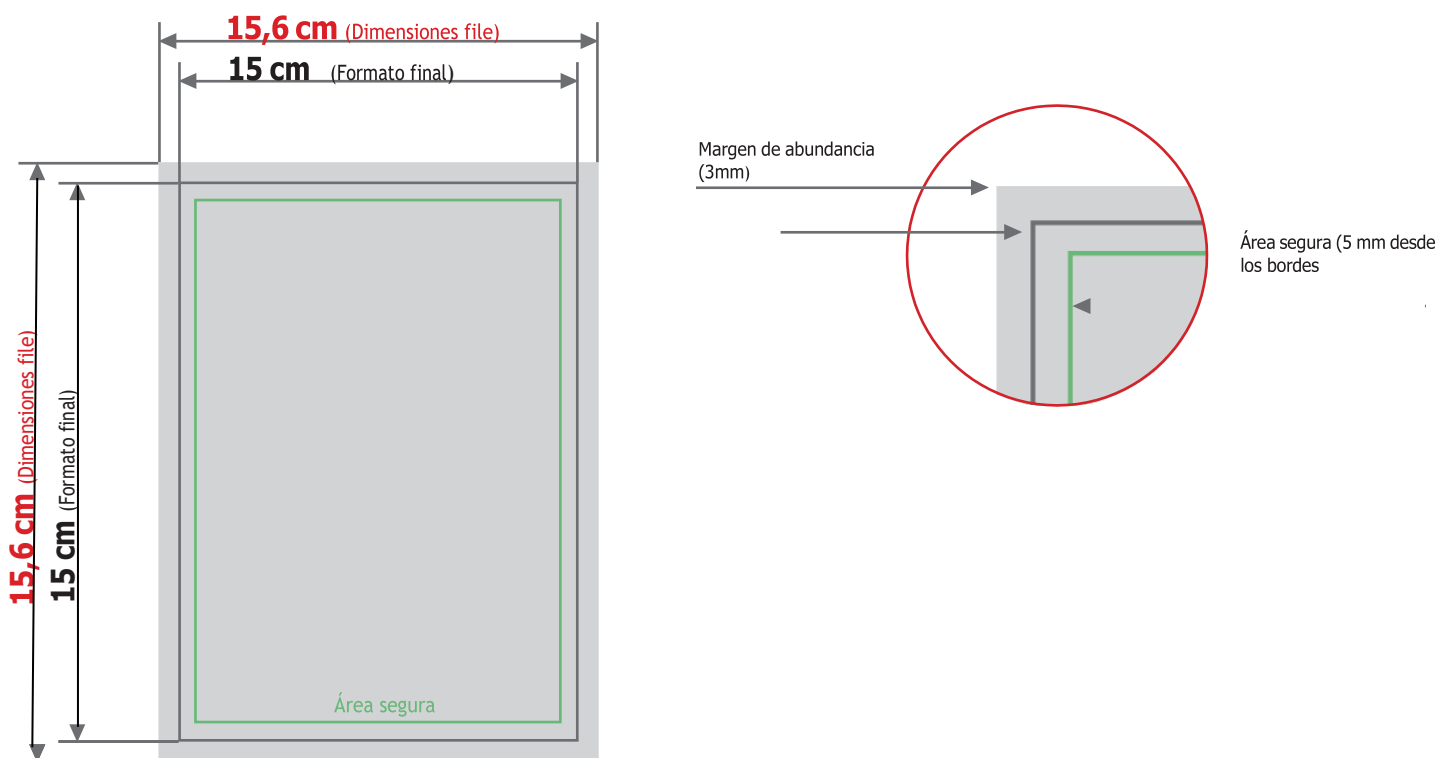 15,6 cm (Dimensiones file)
15 cm (Formato final)
Margen de abundancia
(3mm)
Área segura (5 mm desde
los bordes
15,6 cm (Dimensiones file)
15 cm (Formato final)
Área segura